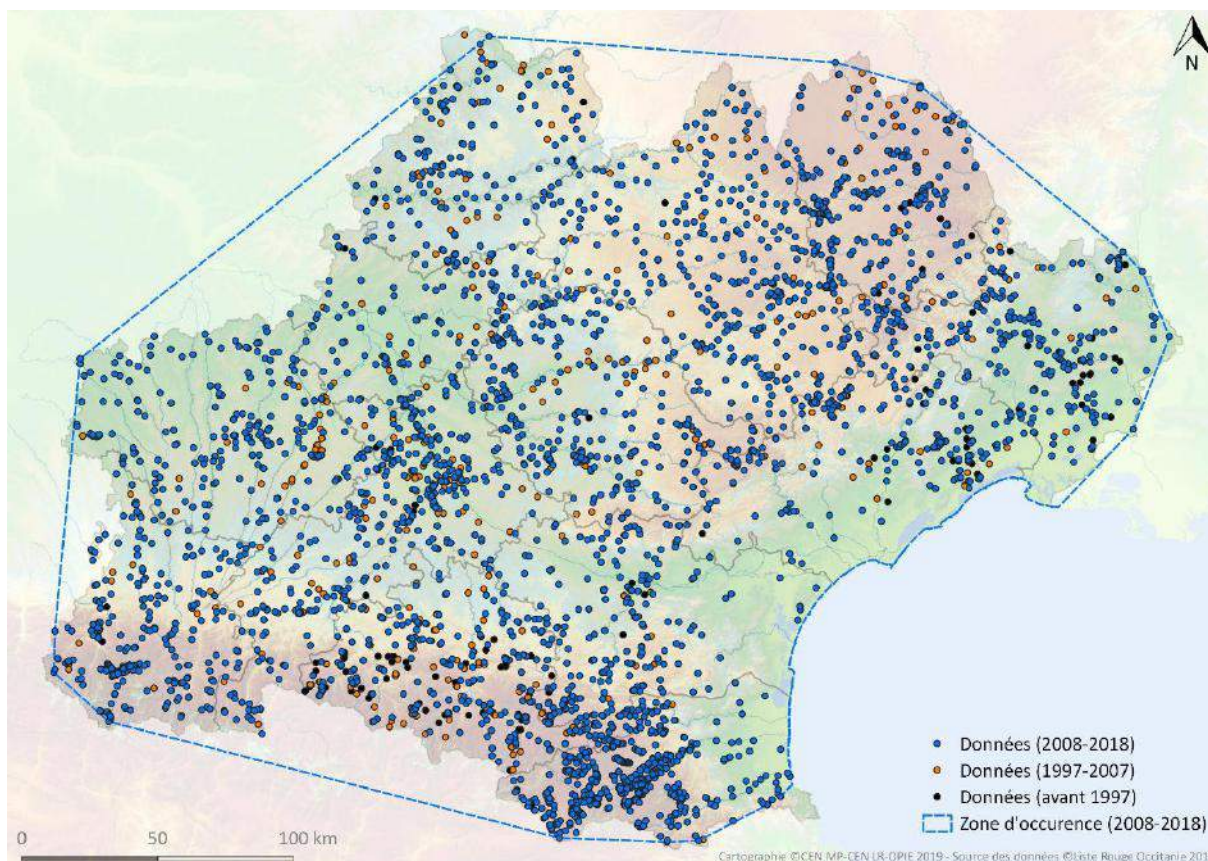 N
Données (2008-2018)
Données (1997-2007)
Données (avant 1997)
Zone d'occurence (2008-2018)
0 50 100 km
Cartographie ©CEN MP-CEN LR-OPIE 2019 - Source des données ©Liste Rouge Occitanie 201